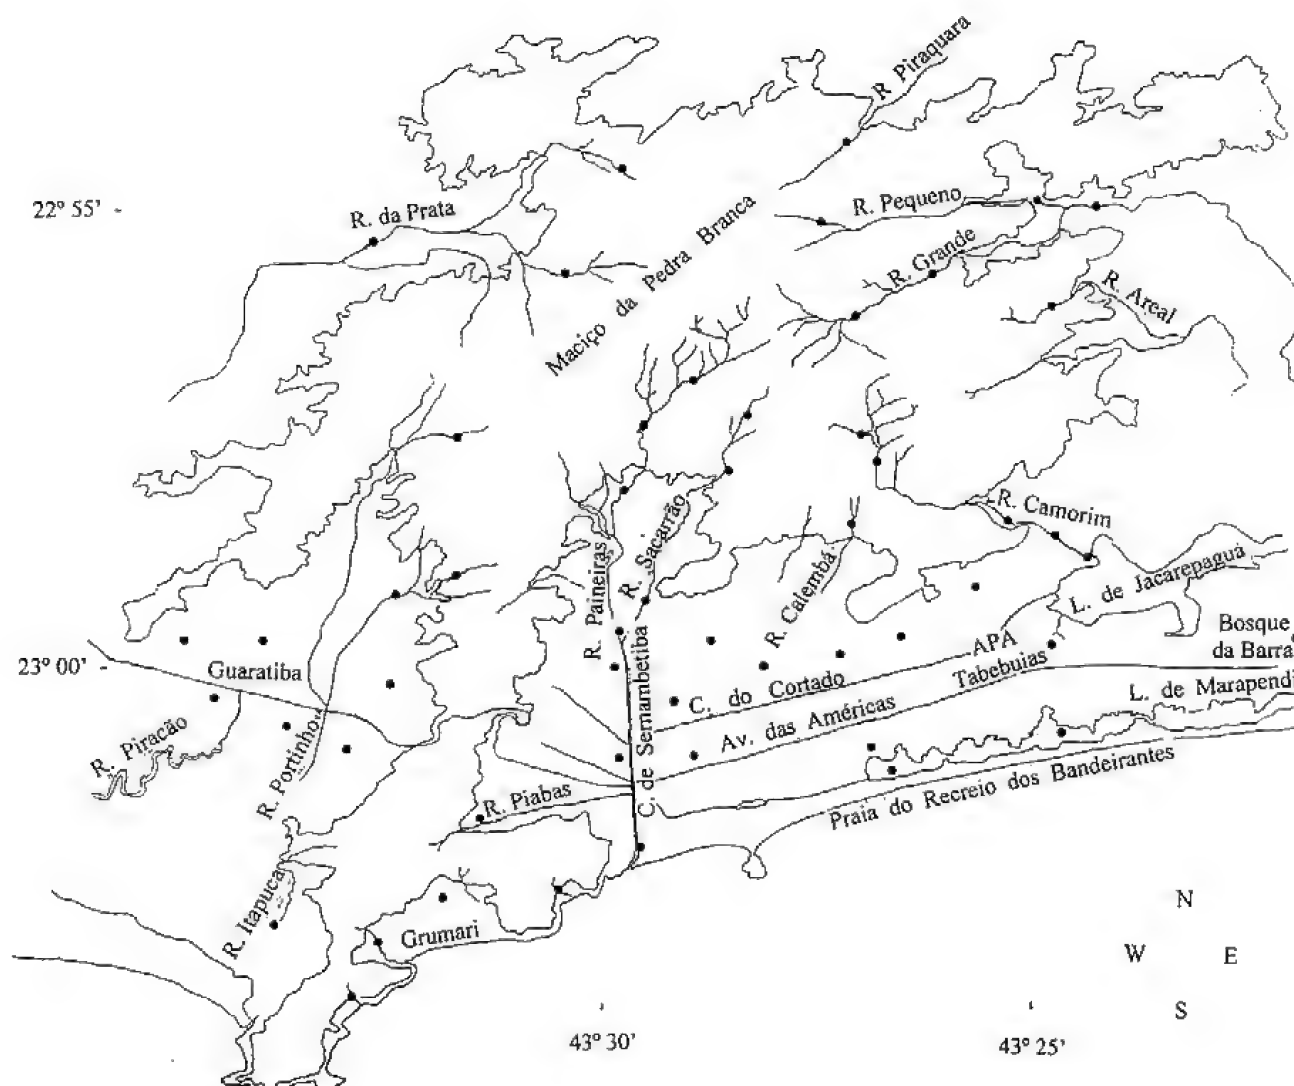 R. Piraquara
22° 55'
R. da Prata
R. Pequeno
Maciço da Pedra Branca
R. Grande
R. Areal
R. Camorim
R. Paineiras
R. Sacarrão
R. Calembá
L. de Jacarepaguá
Bosque
da Barra
23° 00'
Guaratiba
APA
Tabebuias
C. do Cortado
L. de Marapendi
R. Piracão
R. Portinho
C. de Sernambetiba
Av. das Américas
R. Piabas
Praia do Recreio dos Bandeirantes
R. Itapuca
Grumari
N
W E
S
43° 30'
43° 25'